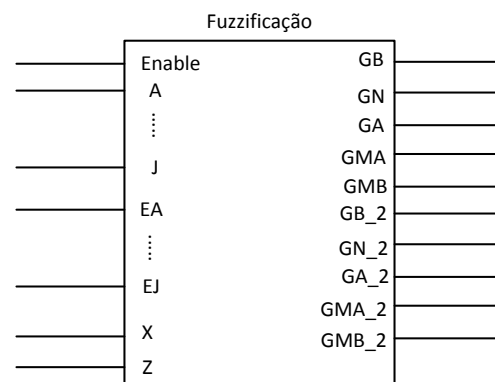 Fuzzificação
Enable
A
J
EA
EJ
X
Z
GB
GN
GA
GMA
GMB
GB_2
GN_2
GA_2
GMA_2
GMB_2